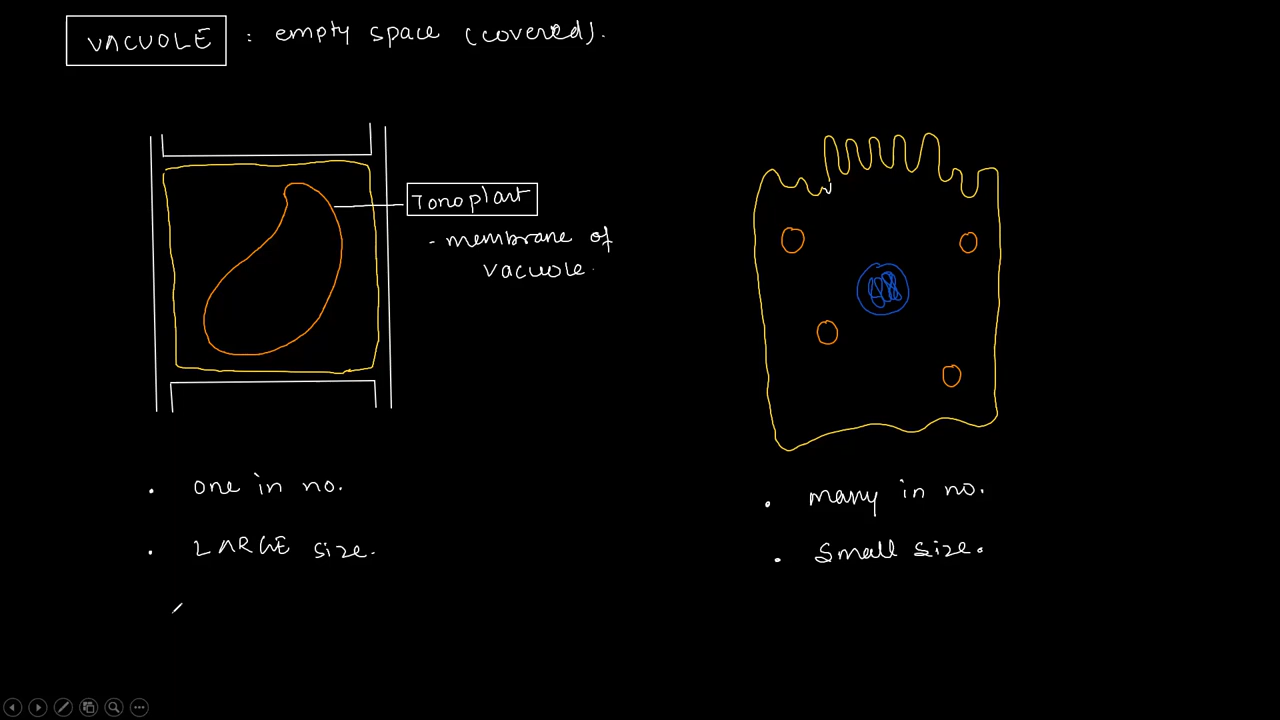 VACUOLE : empty space (covered).
Tonoplast
- membrane of
vacuole.
. one in no.
. LARGE size.
. many in no.
. small size.